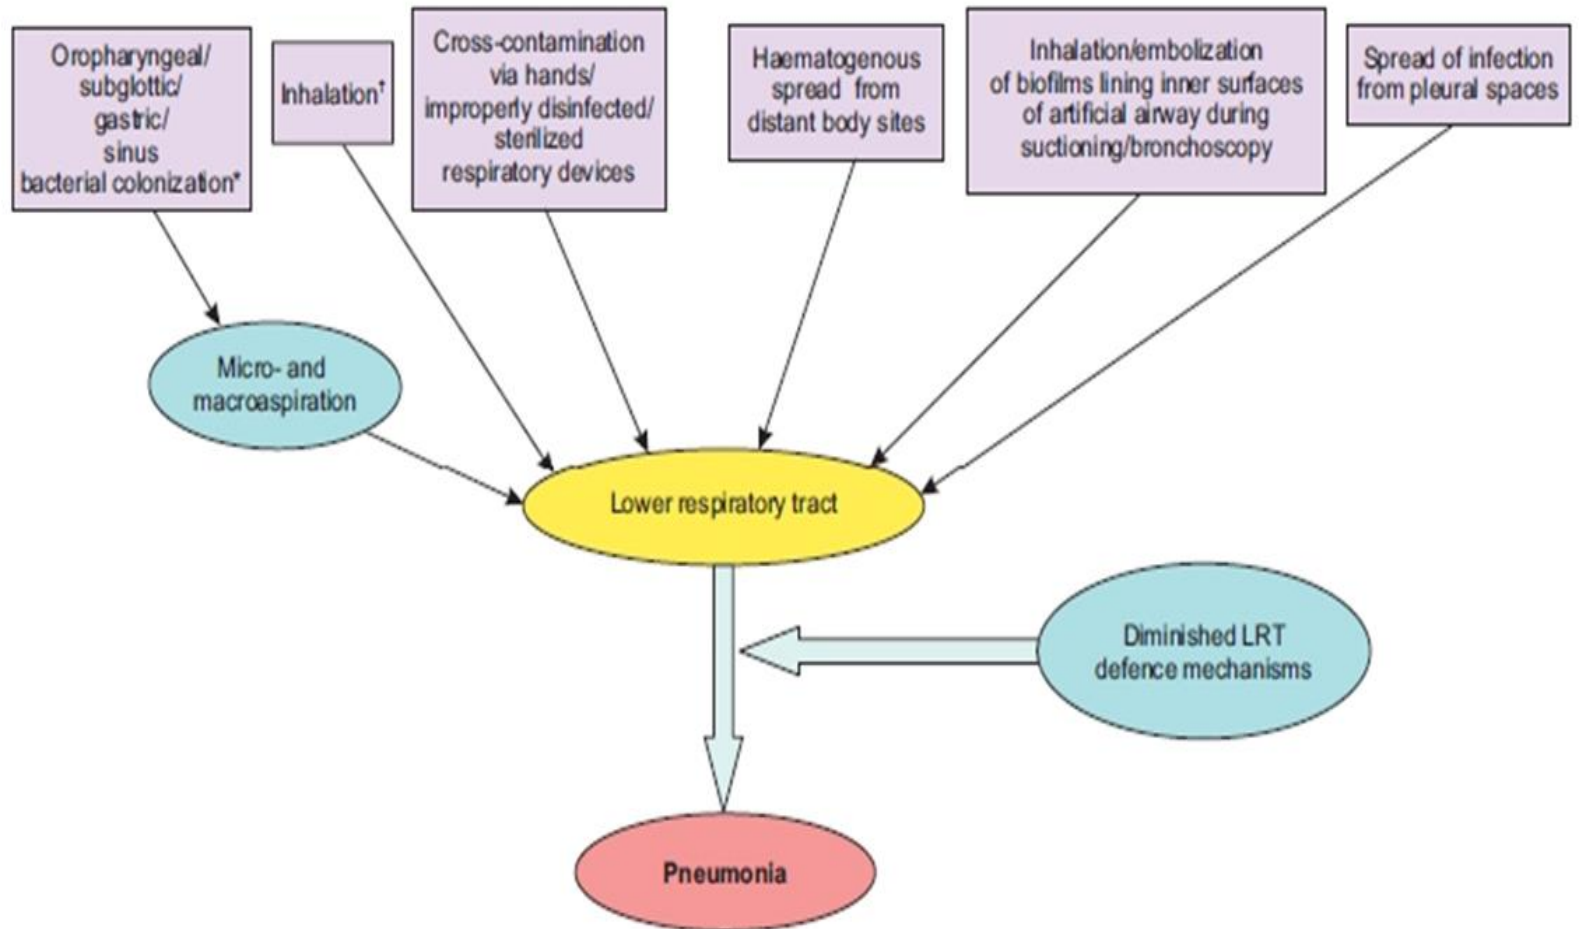 Oropharyngeal/
subglottic/
gastric/
sinus
bacterial colonization*
Inhalation†
Cross-contamination
via hands/
improperly disinfected/
sterilized
respiratory devices
Haematogenous
spread from
distant body sites
Inhalation/embolization
of biofilms lining inner surfaces
of artificial airway during
suctioning/bronchoscopy
Spread of infection
from pleural spaces
Micro- and
macroaspiration
Lower respiratory tract
Diminished LRT
defence mechanisms
Pneumonia